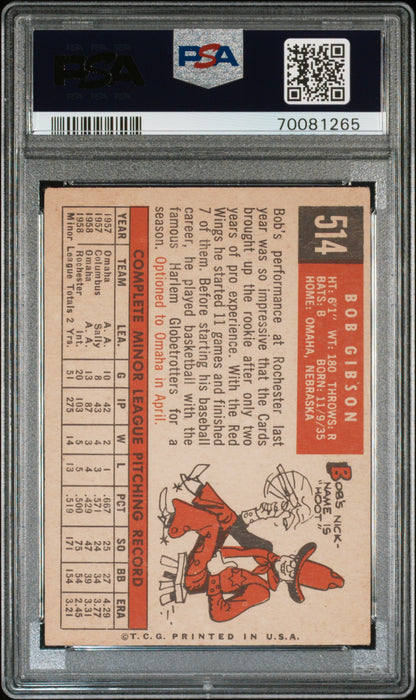 PSA
PSA
70081265
514
BOB GIBSON
HT: 6'1" WT: 180 THROWS: R
BATS: B BORN: 11/9/35
HOME: OMAHA, NEBRASKA
Bob's performance at Rochester last
year was so impressive that the Cards
brought up the rookie after only two
years of pro experience. With the Red
Wings he started 11 games and finished
7 of them. Before starting his baseball
career, he played basketball with the
famous Harlem Globetrotters for a
season. Optioned to Omaha in April.
BOB'S NICK-
NAME IS
"HOOT"
COMPLETE MINOR LEAGUE PITCHING RECORD
YEAR TEAM LEA. G IP W L PCT SO BB ERA
1957 Omaha A. A. 10 42 2 1 .667 25 27 4.29
1957 Columbus Sally 8 43 4 3 .571 24 34 3.77
1958 Omaha A. A. 13 87 3 4 .429 47 39 3.31
1958 Rochester Int. 20 103 5 5 .500 75 54 2.45
Minor League Totals 2 Yrs. 51 275 14 13 .519 171 154 3.21
©T.C.G. PRINTED IN U.S.A.